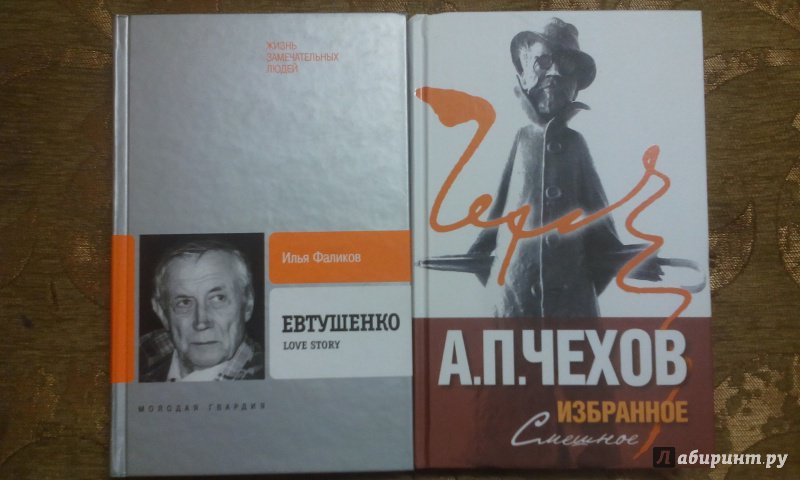 ЖИЗНЬ
ЗАМЕЧАТЕЛЬНЫХ
ЛЮДЕЙ
Илья Фаликов
ЕВТУШЕНКО
LOVE STORY
МОЛОДАЯ ГВАРДИЯ
Чехов
А.П.ЧЕХОВ
ИЗБРАННОЕ
Смешное
Лабиринт.ру